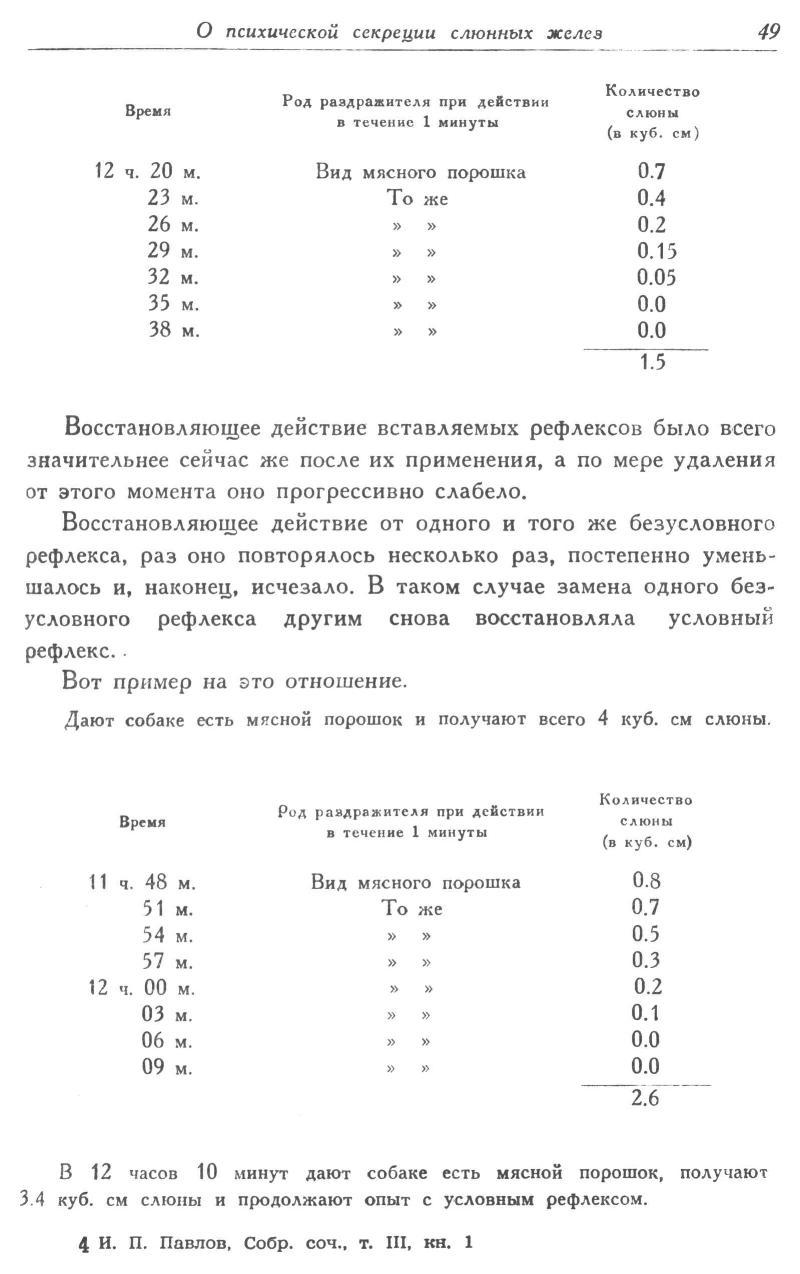 О психической секреции слюнных желез 49
Время Род раздражителя при действии в течение 1 минуты Количество слюны (в куб. см)
12 ч. 20 м. Вид мясного порошка 0.7
23 м. То же 0.4
26 м. » » 0.2
29 м. » » 0.15
32 м. » » 0.05
35 м. » » 0.0
38 м. » » 0.0
1.5
Восстановляющее действие вставляемых рефлексов было всего
значительнее сейчас же после их применения, а по мере удаления
от этого момента оно прогрессивно слабело.
Восстановляющее действие от одного и того же безусловного
рефлекса, раз оно повторялось несколько раз, постепенно умень-
шалось и, наконец, исчезало. В таком случае замена одного без-
условного рефлекса другим снова восстановляла условный
рефлекс.
Вот пример на это отношение.
Дают собаке есть мясной порошок и получают всего 4 куб. см слюны.
Время Род раздражителя при действии в течение 1 минуты Количество слюны (в куб. см)
11 ч. 48 м. Вид мясного порошка 0.8
51 м. То же 0.7
54 м. » » 0.5
57 м. » » 0.3
12 ч. 00 м. » » 0.2
03 м. » » 0.1
06 м. » » 0.0
09 м. » » 0.0
2.6
В 12 часов 10 минут дают собаке есть мясной порошок, получают
3.4 куб. см слюны и продолжают опыт с условным рефлексом.
4 И. П. Павлов, Собр. соч., т. III, кн. 1